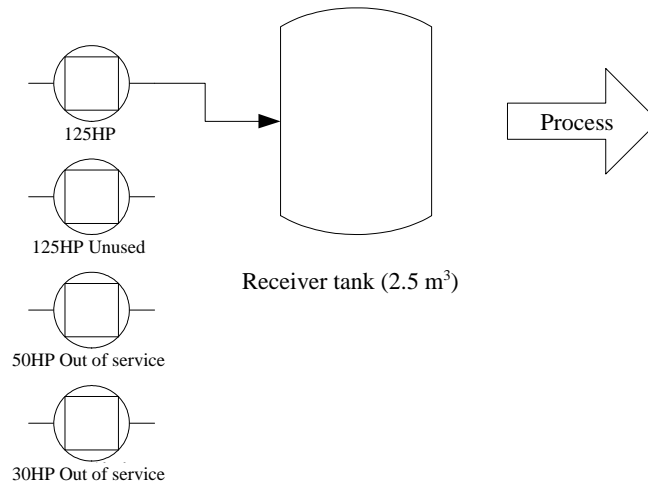 125HP
Process
125HP Unused
Receiver tank (2.5 m³)
50HP Out of service
30HP Out of service